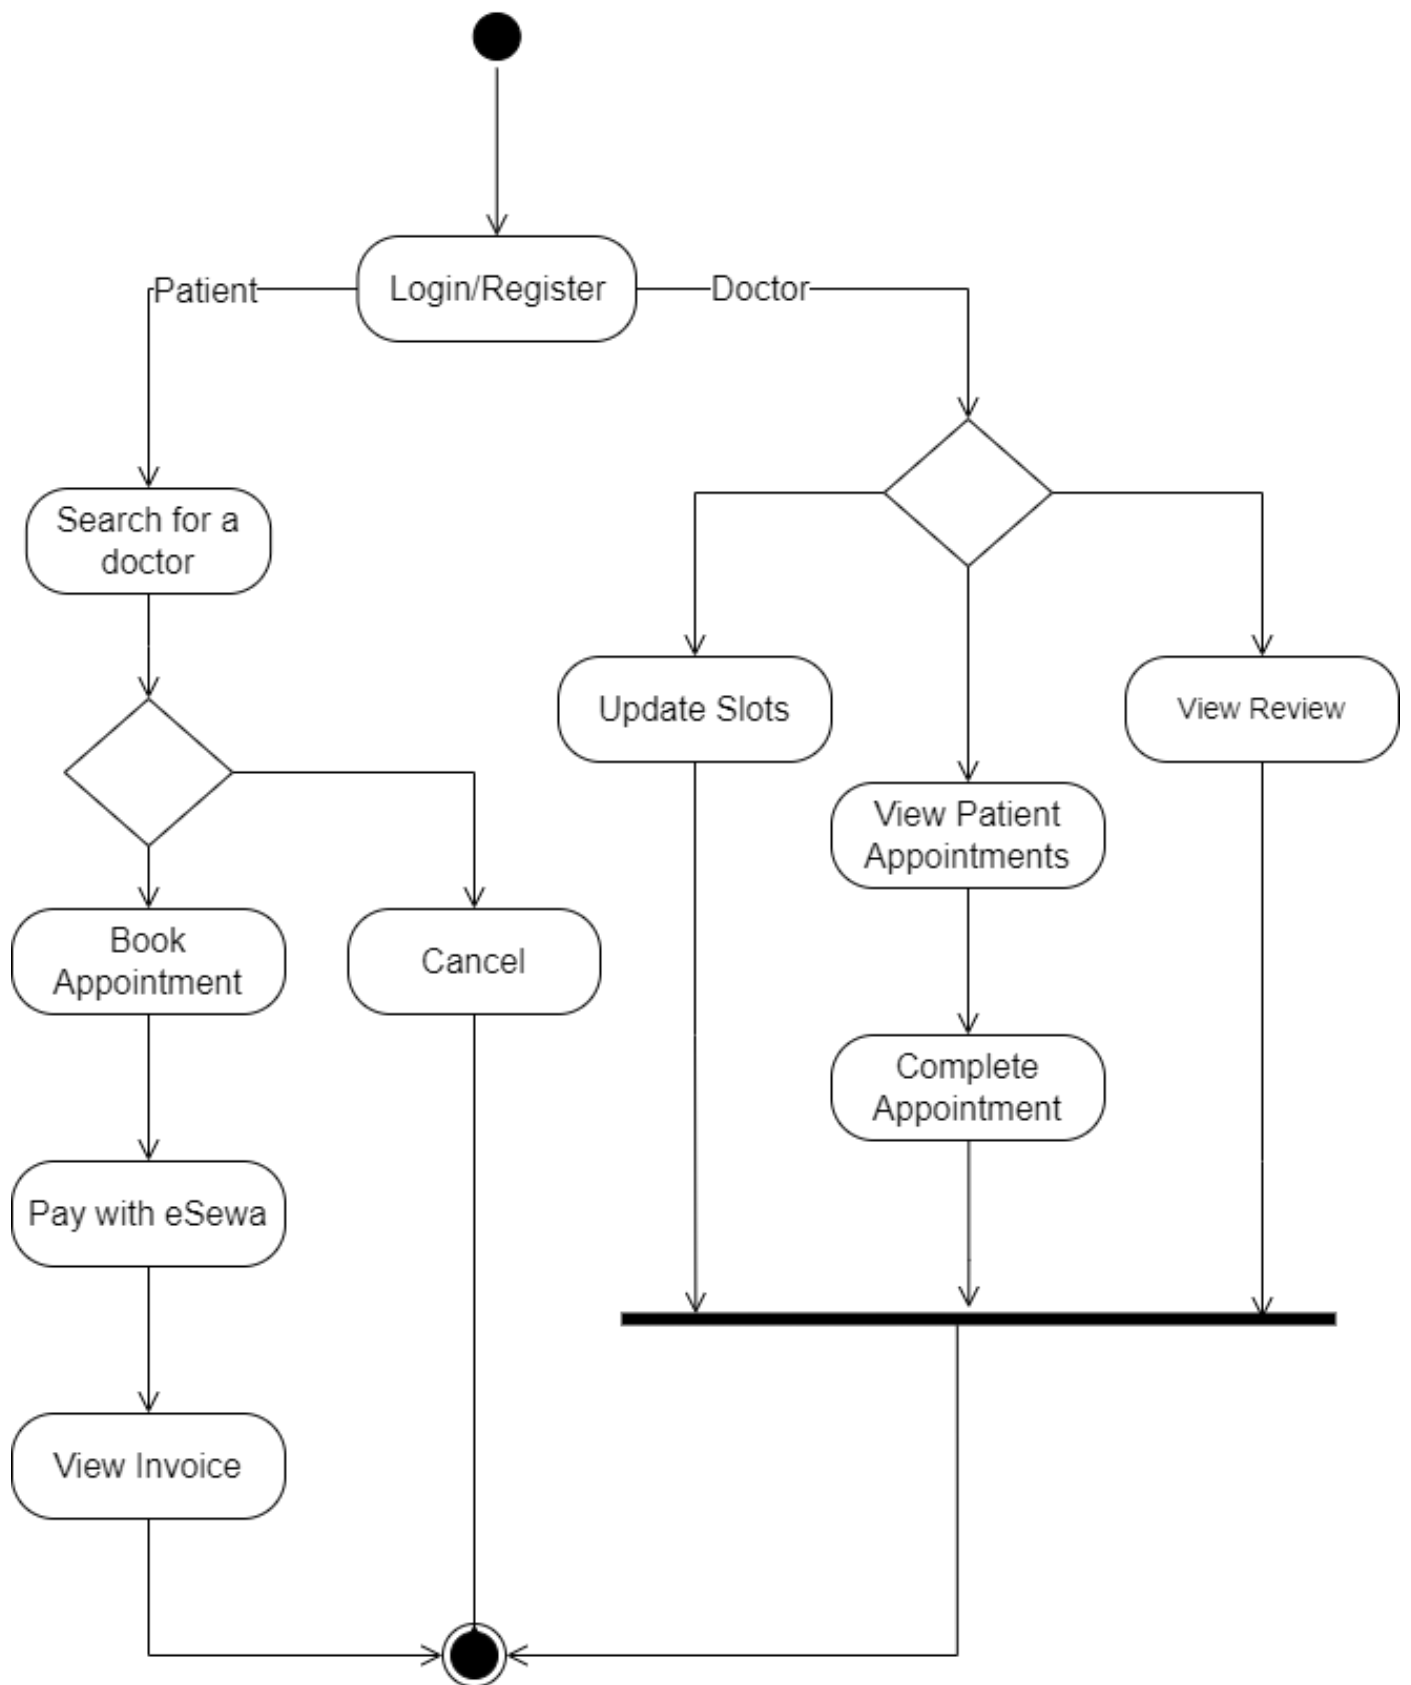 Login/Register
Patient
Doctor
Search for a
doctor
Update Slots
View Review
View Patient
Appointments
Book
Appointment
Cancel
Complete
Appointment
Pay with eSewa
View Invoice